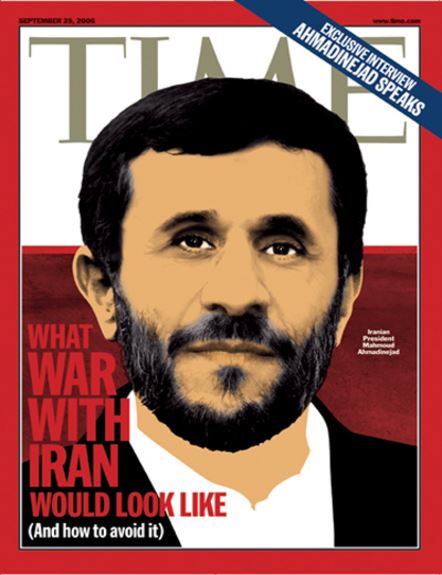 SEPTEMBER 25, 2006
www.time.com
TIME
EXCLUSIVE INTERVIEW
AHMADINEJAD SPEAKS
Iranian
President
Mahmoud
Ahmadinejad
WHAT
WAR
WITH
IRAN
WOULD LOOK LIKE
(And how to avoid it)